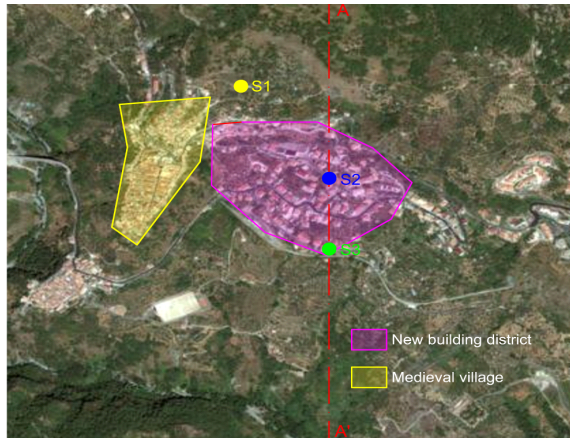 A
S1
S2
S3
New building district
Medieval village
A'